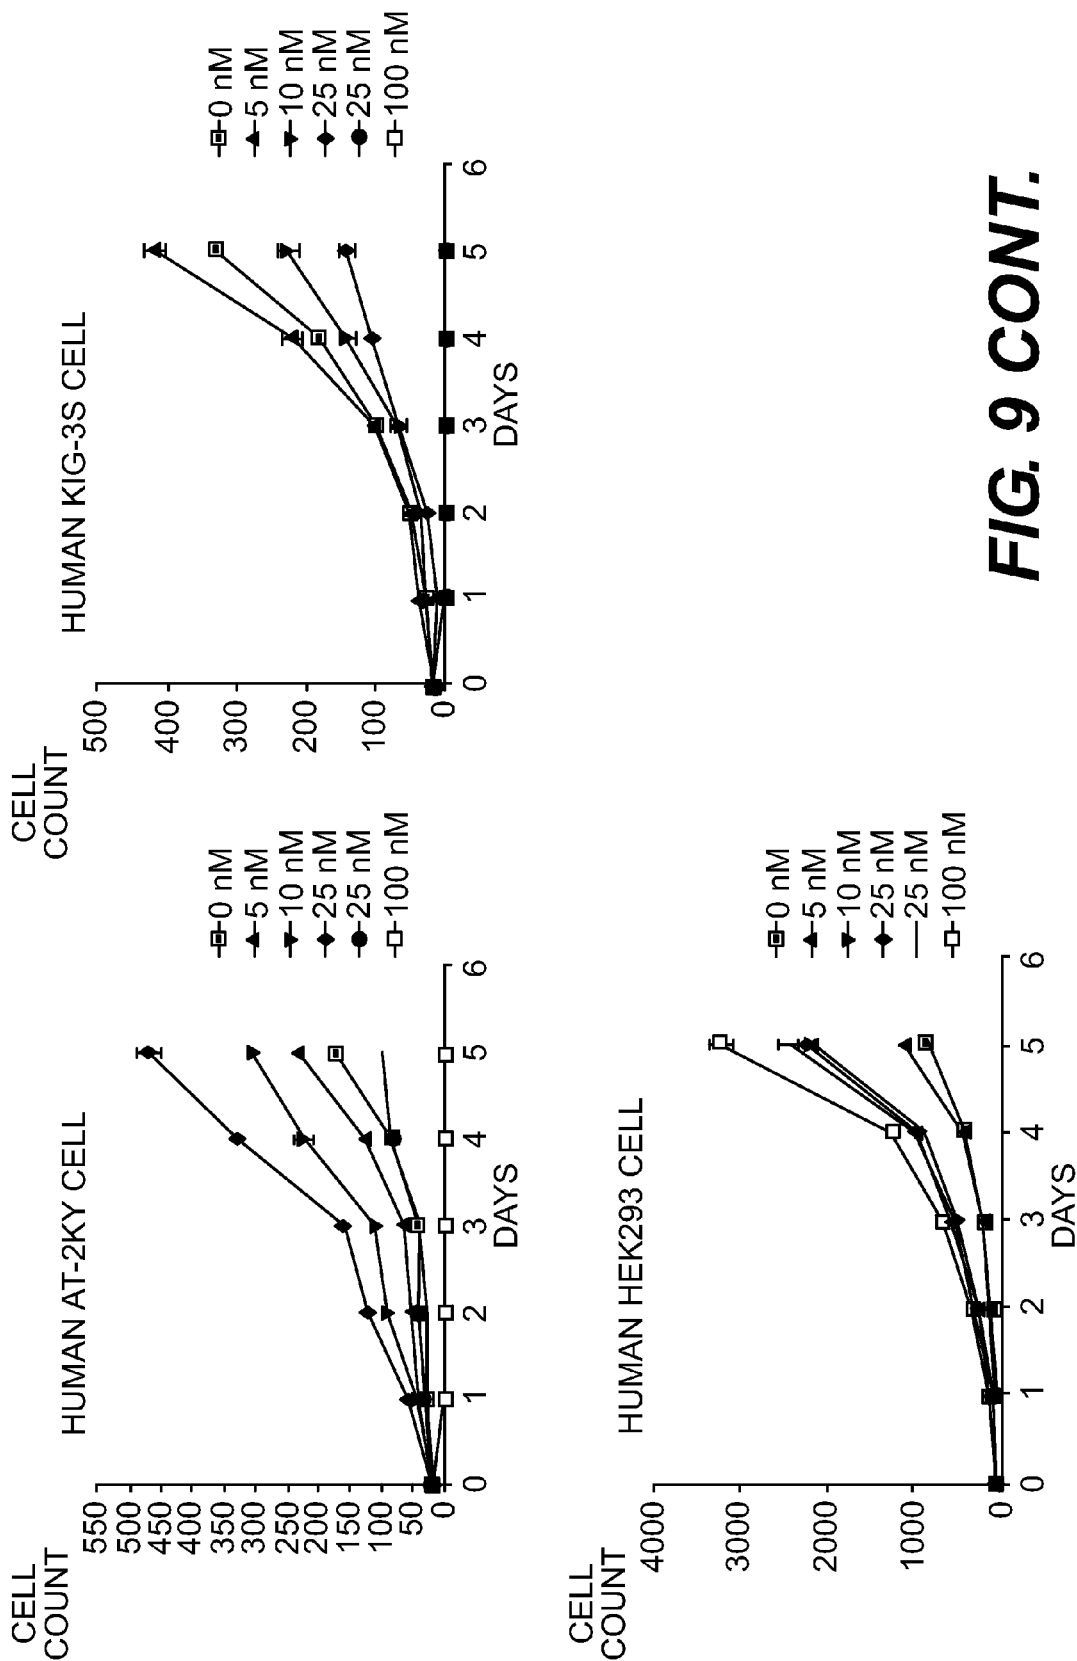 HUMAN AT-2KY CELL
CELL
COUNT
550
500
450
400
350
300
250
200
150
100
50
0
0 1 2 3 4 5 6
DAYS
0 nM
5 nM
10 nM
25 nM
25 nM
100 nM
HUMAN KIG-3S CELL
CELL
COUNT
500
400
300
200
100
0
0 1 2 3 4 5 6
DAYS
0 nM
5 nM
10 nM
25 nM
25 nM
100 nM
HUMAN HEK293 CELL
CELL
COUNT
4000
3000
2000
1000
0
0 1 2 3 4 5 6
DAYS
0 nM
5 nM
10 nM
25 nM
25 nM
100 nM
FIG. 9 CONT.